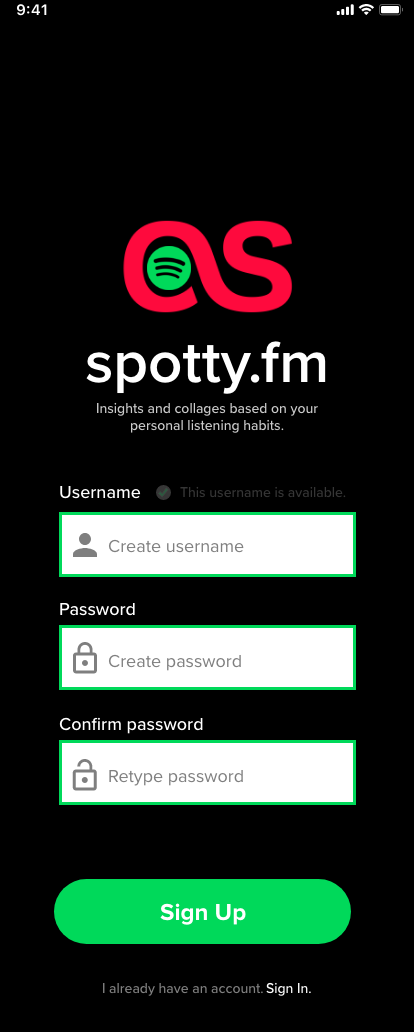 9:41
as
spotty.fm
Insights and collages based on your
personal listening habits.
Username This username is available.
Create username
Password
Create password
Confirm password
Retype password
Sign Up
I already have an account. Sign In.